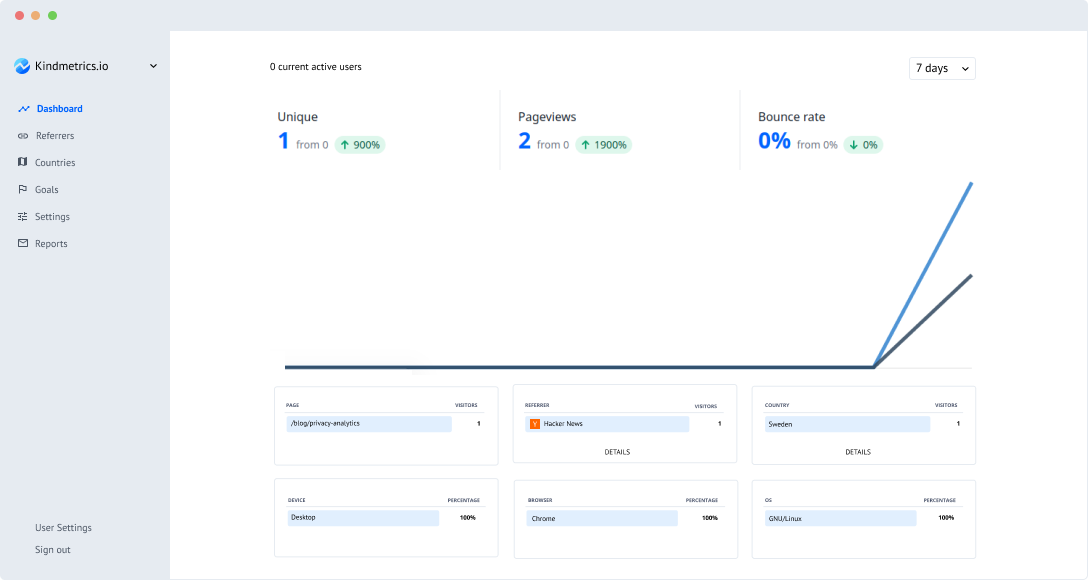 Kindmetrics.io
Dashboard
Referrers
Countries
Goals
Settings
Reports
User Settings
Sign out
0 current active users
7 days
Unique
1 from 0 ↑ 900%
Pageviews
2 from 0 ↑ 1900%
Bounce rate
0% from 0% ↓ 0%
PAGE VISITORS
/blog/privacy-analytics 1
REFERRER VISITORS
Y Hacker News 1
DETAILS
COUNTRY VISITORS
Sweden 1
DETAILS
DEVICE PERCENTAGE
Desktop 100%
BROWSER PERCENTAGE
Chrome 100%
OS PERCENTAGE
GNU/Linux 100%